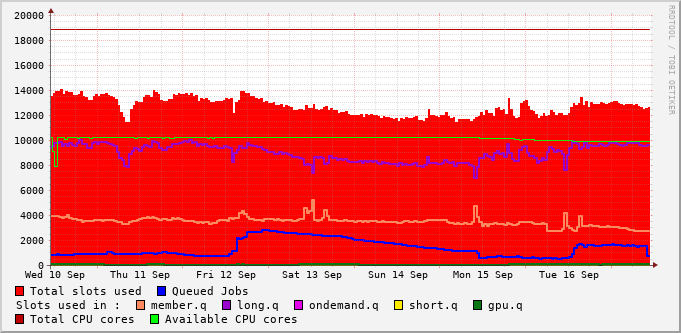 20000
18000
16000
14000
12000
10000
8000
6000
4000
2000
0
Wed 10 Sep Thu 11 Sep Fri 12 Sep Sat 13 Sep Sun 14 Sep Mon 15 Sep Tue 16 Sep
Total slots used Queued Jobs
Slots used in : member.q long.q ondemand.q short.q gpu.q
Total CPU cores Available CPU cores
RRDTOOL / TOBI OETIKER